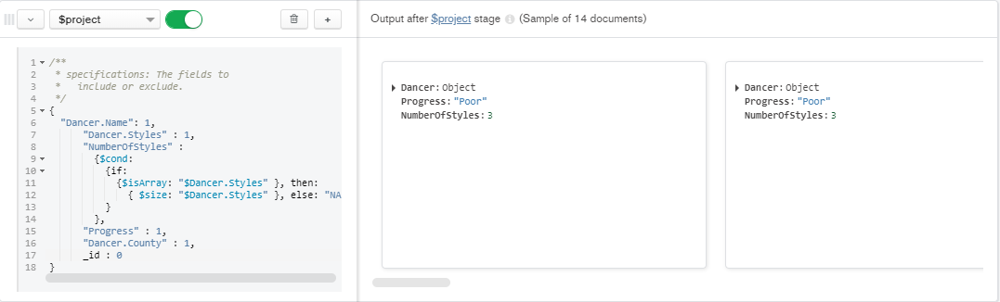 $project
Output after $project stage (Sample of 14 documents)
1 /**
2 * specifications: The fields to
3 *   include or exclude.
4 */
5 {
6 "Dancer.Name": 1,
7 "Dancer.Styles" : 1,
8 "NumberOfStyles" :
9 {$cond:
10 {if:
11 {$isArray: "$Dancer.Styles" }, then:
12 { $size: "$Dancer.Styles" }, else: "NA
13 }
14 },
15 "Progress" : 1,
16 "Dancer.County" : 1,
17 _id : 0
18 }
Dancer: Object
Progress: "Poor"
NumberOfStyles: 3
Dancer: Object
Progress: "Poor"
NumberOfStyles: 3